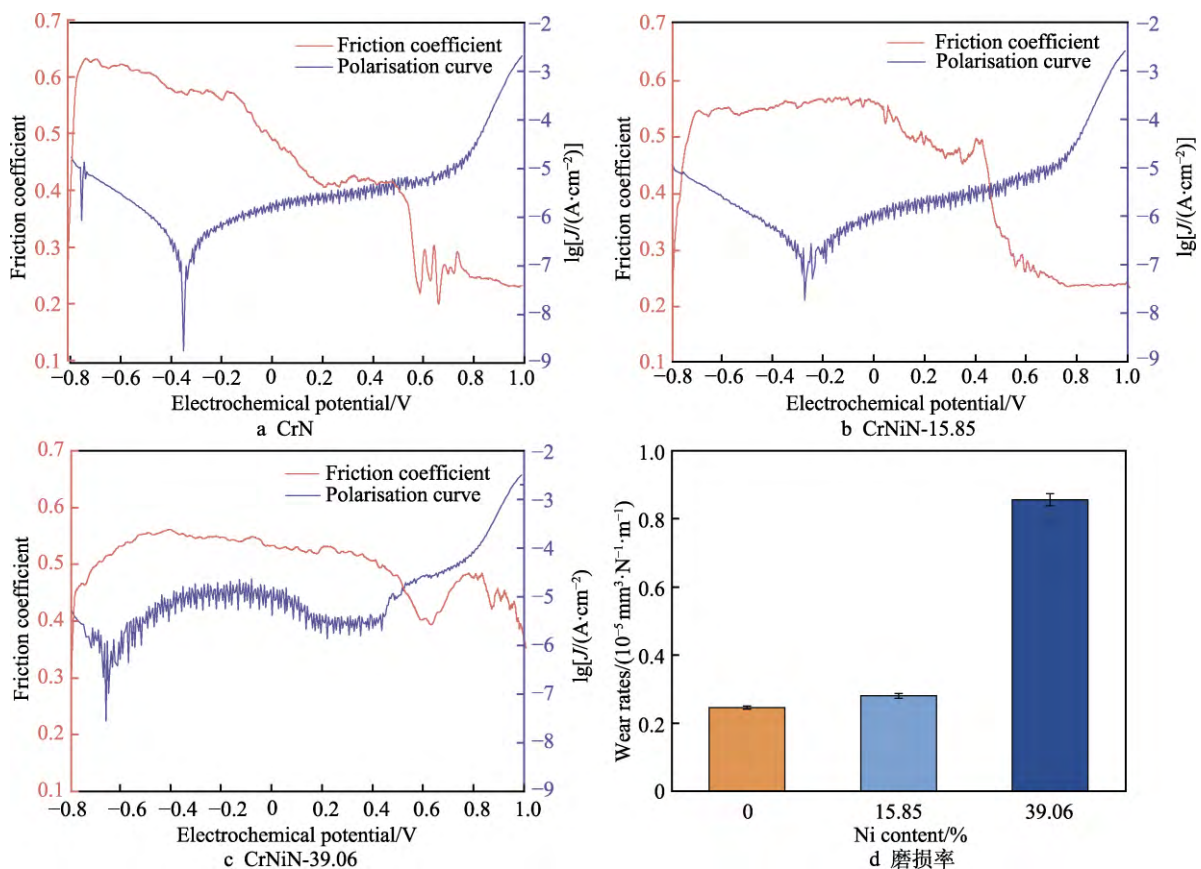 0.7
0.6
0.5
0.4
0.3
0.2
0.1
Friction coefficient
Friction coefficient
Polarisation curve
−2
−3
−4
−5
−6
−7
−8
−9
lg[J/(A·cm⁻²)]
−0.8 −0.6 −0.4 −0.2 0 0.2 0.4 0.6 0.8 1.0
Electrochemical potential/V
a CrN
0.7
0.6
0.5
0.4
0.3
0.2
0.1
Friction coefficient
Friction coefficient
Polarisation curve
−2
−3
−4
−5
−6
−7
−8
−9
lg[J/(A·cm⁻²)]
−0.8 −0.6 −0.4 −0.2 0 0.2 0.4 0.6 0.8 1.0
Electrochemical potential/V
b CrNiN-15.85
0.7
0.6
0.5
0.4
0.3
0.2
0.1
Friction coefficient
Friction coefficient
Polarisation curve
−2
−3
−4
−5
−6
−7
−8
−9
lg[J/(A·cm⁻²)
−0.8 −0.6 −0.4 −0.2 0 0.2 0.4 0.6 0.8 1.0
Electrochemical potential/V
c CrNiN-39.06
1.0
0.8
0.6
0.4
0.2
0
Wear rates/(10⁻⁵ mm³·N⁻¹·m⁻¹)
0 15.85 39.06
Ni content/%
d 磨损率